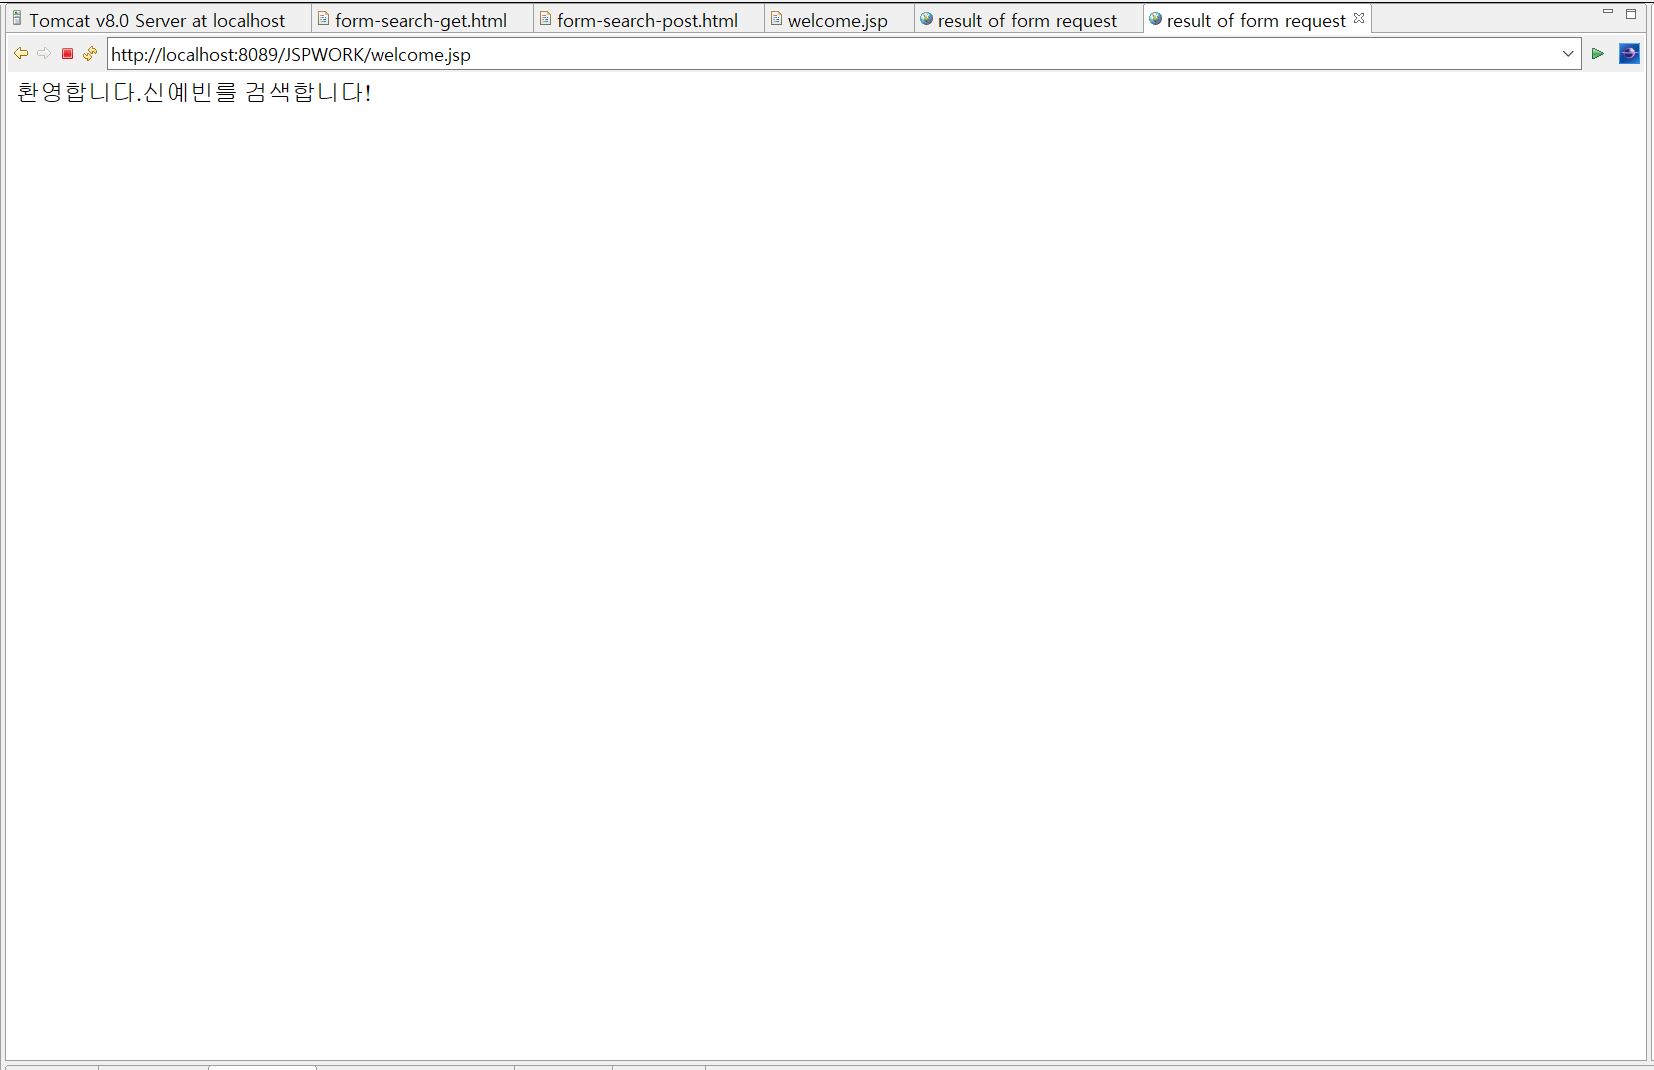 Tomcat v8.0 Server at localhost
form-search-get.html
form-search-post.html
welcome.jsp
result of form request
result of form request
http://localhost:8089/JSPWORK/welcome.jsp
환영합니다.신예빈를 검색합니다!